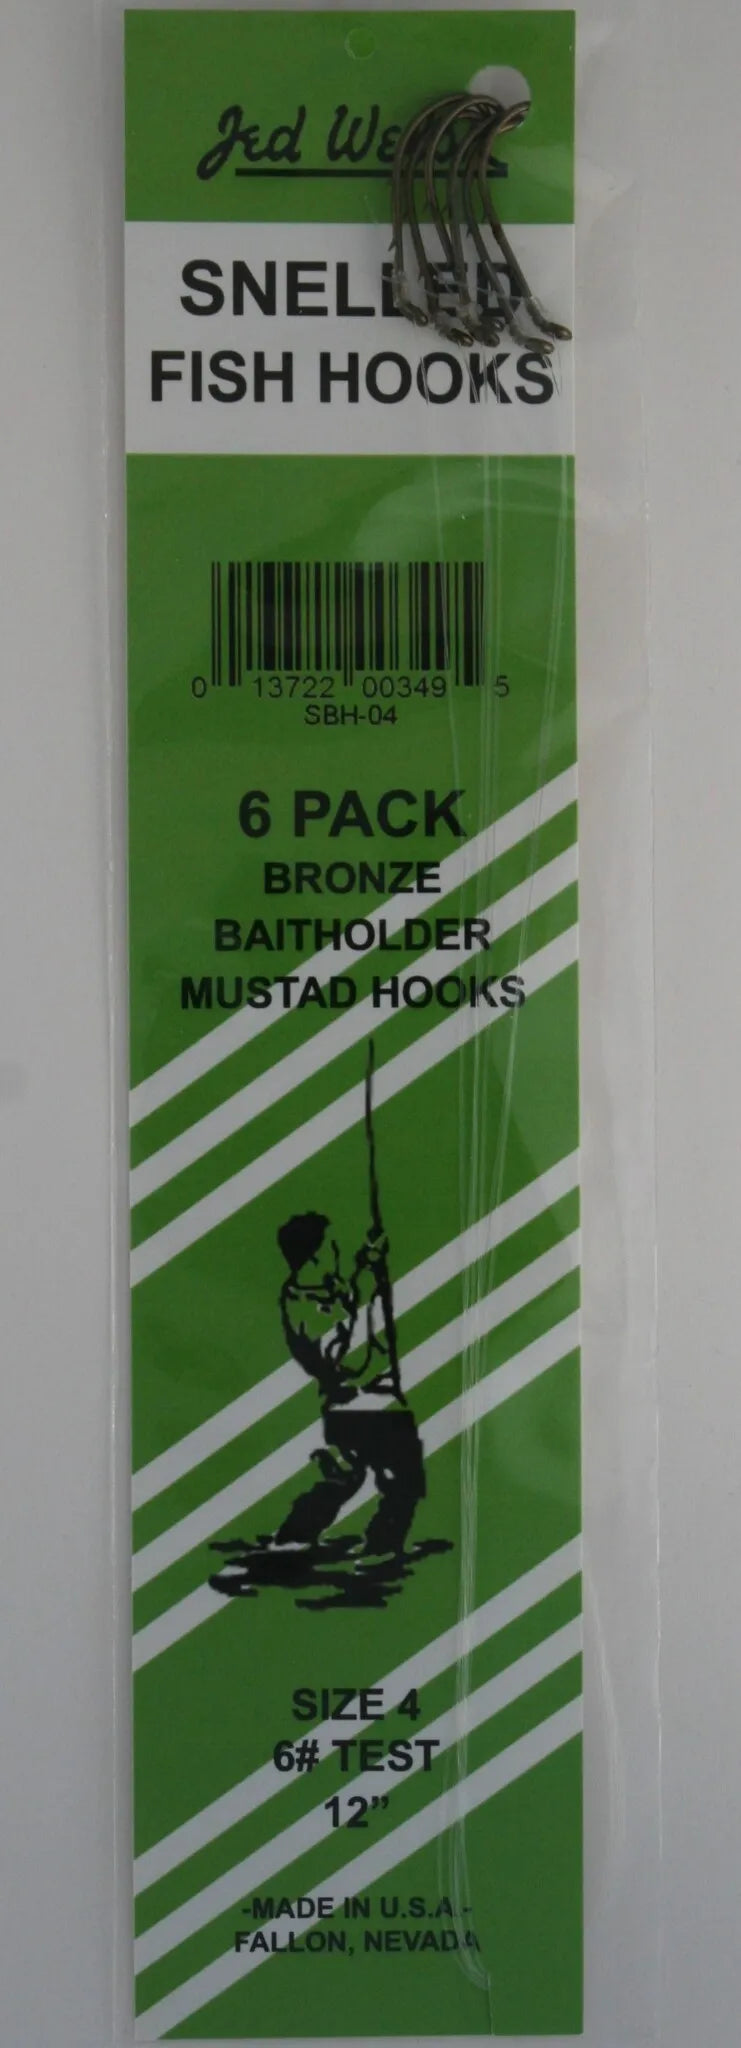 Jed
SNELLED
FISH HOOKS
0 13722 00349 5
SBH-04
6 PACK
BRONZE
BAITHOLDER
MUSTAD HOOKS
SIZE 4
6# TEST
12”
-MADE IN U.S.A.-
FALLON, NEVADA